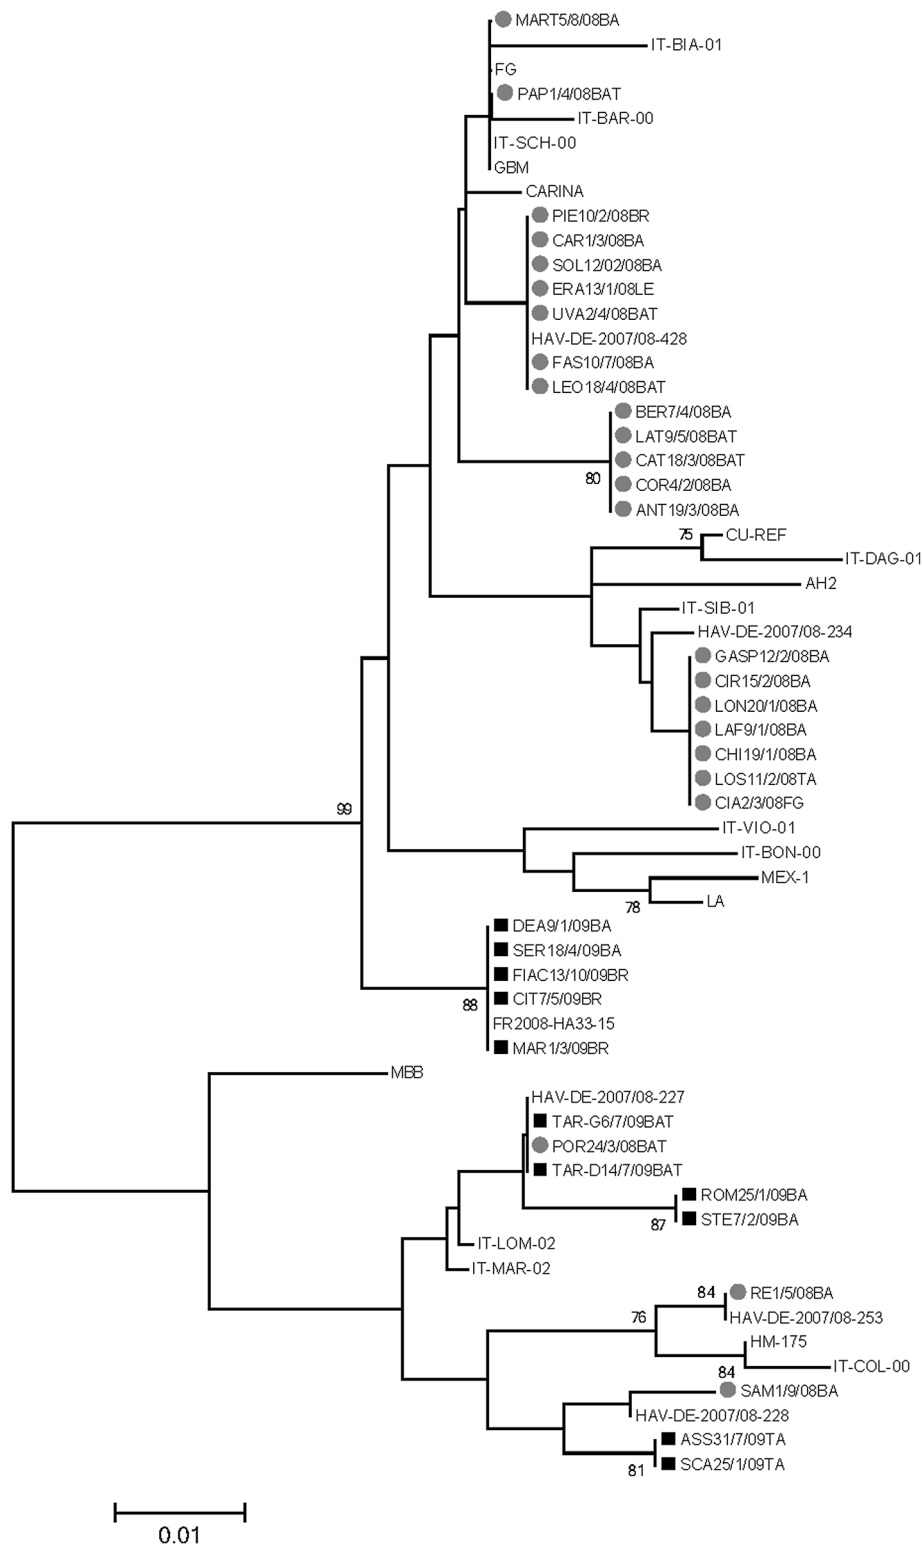 MART5/8/08BA
IT-BIA-01
FG
PAP1/4/08BAT
IT-BAR-00
IT-SCH-00
GBM
CARINA
PIE10/2/08BR
CAR1/3/08BA
SOL12/02/08BA
ERA13/1/08LE
UVA2/4/08BAT
HAV-DE-2007/08-428
FAS10/7/08BA
LEO18/4/08BAT
BER7/4/08BA
LAT9/5/08BAT
CAT18/3/08BAT
80
COR4/2/08BA
ANT19/3/08BA
75
CU-REF
IT-DAG-01
AH2
IT-SIB-01
HAV-DE-2007/08-234
GASP12/2/08BA
CIR15/2/08BA
LON20/1/08BA
LAF9/1/08BA
CHI19/1/08BA
LOS11/2/08TA
CIA2/3/08FG
99
IT-VIO-01
IT-BON-00
MEX-1
LA
78
DEA9/1/09BA
SER18/4/09BA
FIAC13/10/09BR
CIT7/5/09BR
88
FR2008-HA33-15
MAR1/3/09BR
MBB
HAV-DE-2007/08-227
TAR-G6/7/09BAT
POR24/3/08BAT
TAR-D14/7/09BAT
ROM25/1/09BA
STE7/2/09BA
87
IT-LOM-02
IT-MAR-02
84
RE1/5/08BA
HAV-DE-2007/08-253
76
HM-175
IT-COL-00
84
SAM1/9/08BA
HAV-DE-2007/08-228
ASS31/7/09TA
SCA25/1/09TA
81
0.01